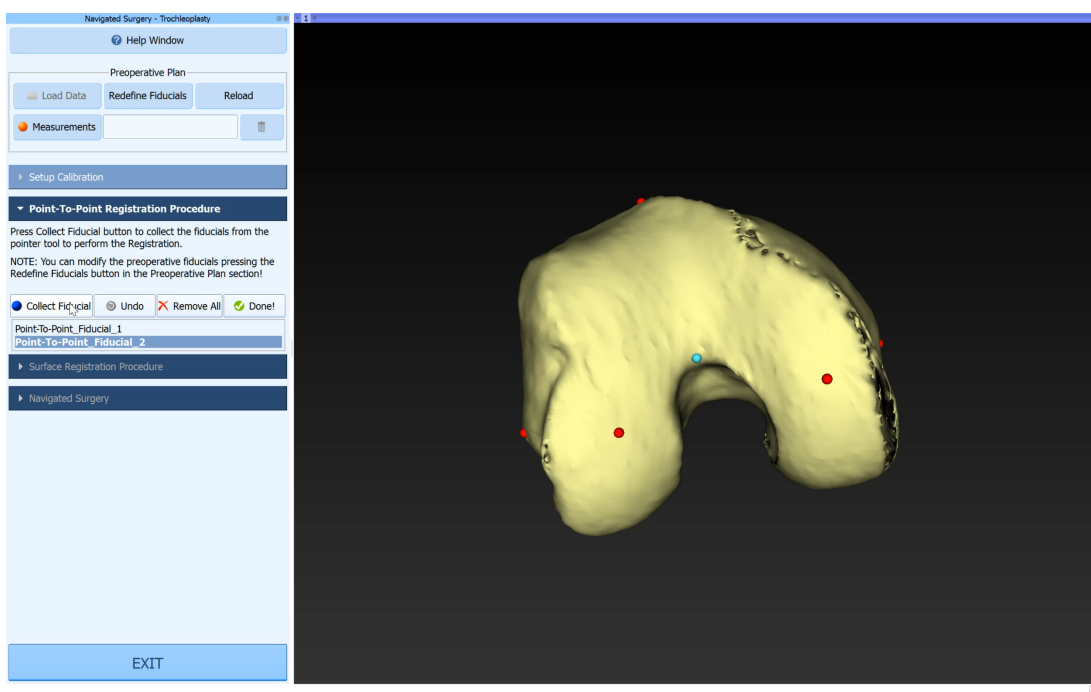 Navigated Surgery - Trochleoplasty
1
Help Window
Preoperative Plan
Load Data
Redefine Fiducials
Reload
Measurements
Setup Calibration
Point-To-Point Registration Procedure
Press Collect Fiducial button to collect the fiducials from the
pointer tool to perform the Registration.
NOTE: You can modify the preoperative fiducials pressing the
Redefine Fiducials button in the Preoperative Plan section!
Collect Fiducial
Undo
Remove All
Done!
Point-To-Point_Fiducial_1
Point-To-Point_Fiducial_2
Surface Registration Procedure
Navigated Surgery
EXIT